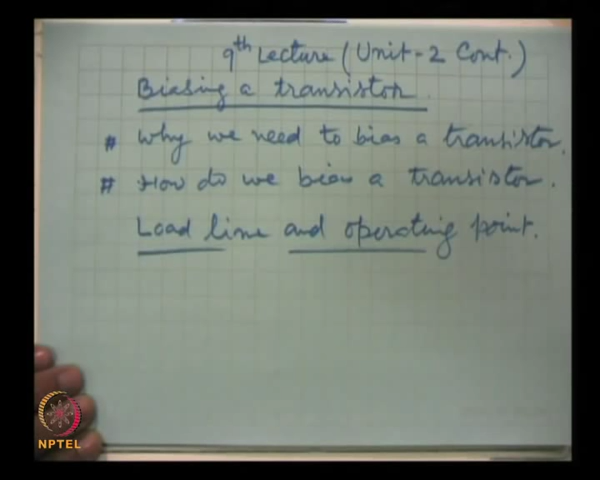 9th Lecture (Unit-2 Cont.)
Biasing a transistor.
# Why we need to bias a transistor.
# How do we bias a transistor.
Load line and operating point.
NPTEL